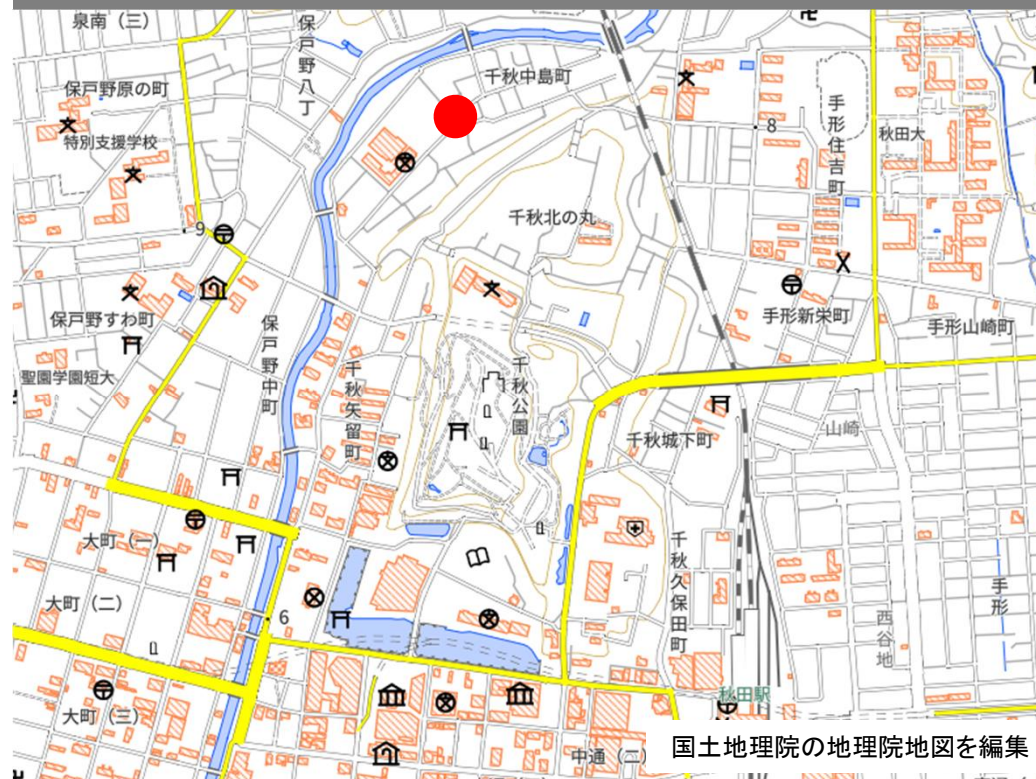 泉南（三）
保戸野八丁
千秋中島町
保戸野原の町
手形住吉町
8
秋田大
特別支援学校
千秋北の丸
9
保戸野すわ町
保戸野中町
手形新栄町
手形山崎町
聖園学園短大
千秋矢留町
千秋公園
千秋城下町
山崎
大町（一）
千秋久保田町
手形
大町（二）
6
西谷地
秋田駅
大町（三）
中通（二）
国土地理院の地理院地図を編集